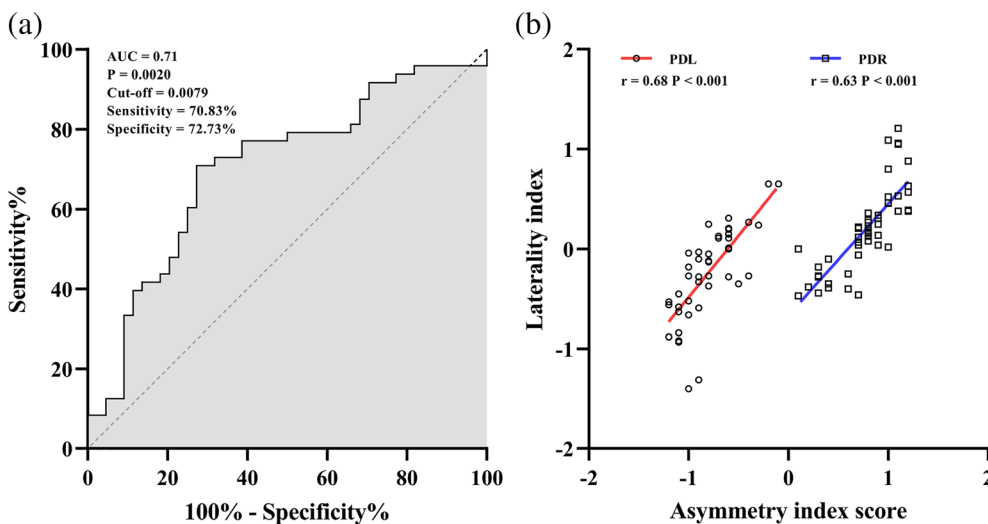 (a)
AUC = 0.71
P = 0.0020
Cut-off = 0.0079
Sensitivity = 70.83%
Specificity = 72.73%
100
80
60
40
20
0
Sensitivity%
0 20 40 60 80 100
100% - Specificity%
(b)
PDL PDR
r = 0.68 P < 0.001 r = 0.63 P < 0.001
2
1
0
-1
-2
Laterality index
-2 -1 0 1 2
Asymmetry index score